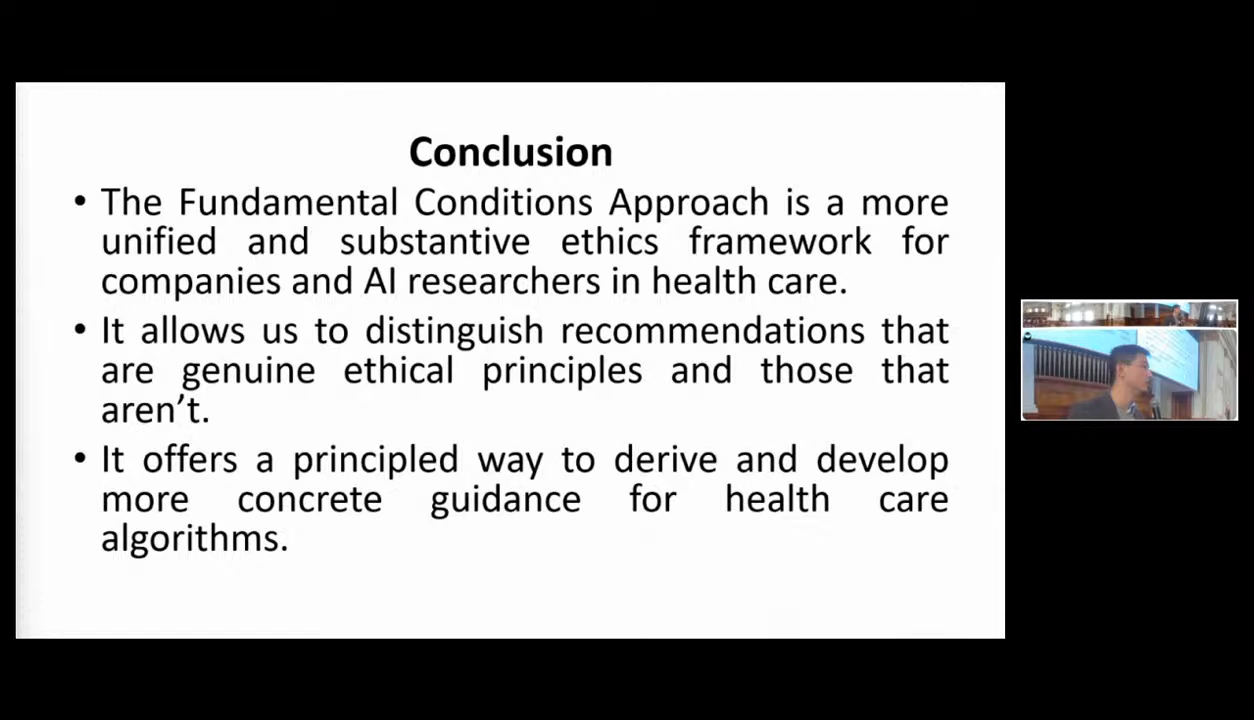 Conclusion
• The Fundamental Conditions Approach is a more
unified and substantive ethics framework for
companies and AI researchers in health care.
• It allows us to distinguish recommendations that
are genuine ethical principles and those that
aren’t.
• It offers a principled way to derive and develop
more concrete guidance for health care
algorithms.